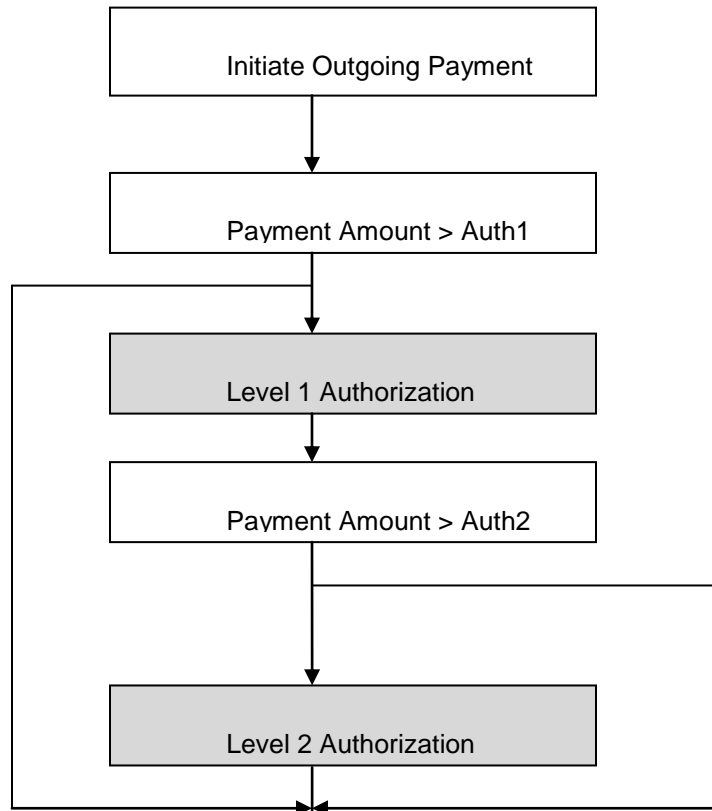 Initiate Outgoing Payment
Payment Amount > Auth1
Level 1 Authorization
Payment Amount > Auth2
Level 2 Authorization